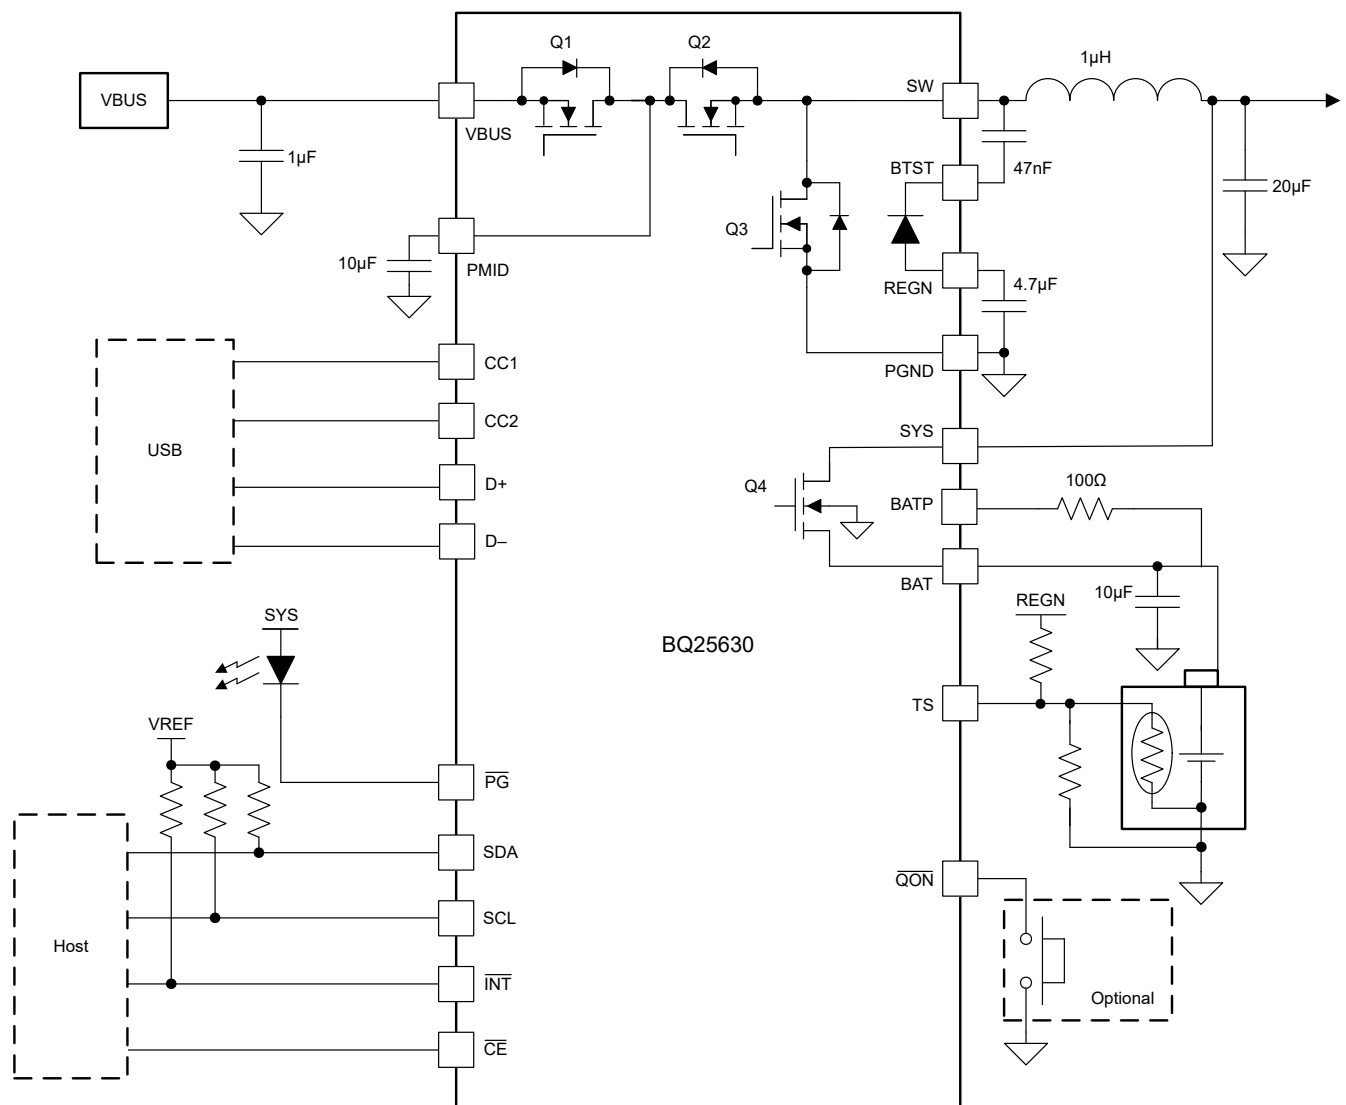 Q1
Q2
1µH
VBUS
SW
VBUS
1µF
BTST
47nF
20µF
Q3
10µF
PMID
REGN
4.7µF
CC1
PGND
CC2
SYS
USB
D+
Q4
100Ω
BATP
D–
BAT
10µF
REGN
SYS
BQ25630
TS
VREF
PG
SDA
QON
SCL
Host
INT
Optional
CE